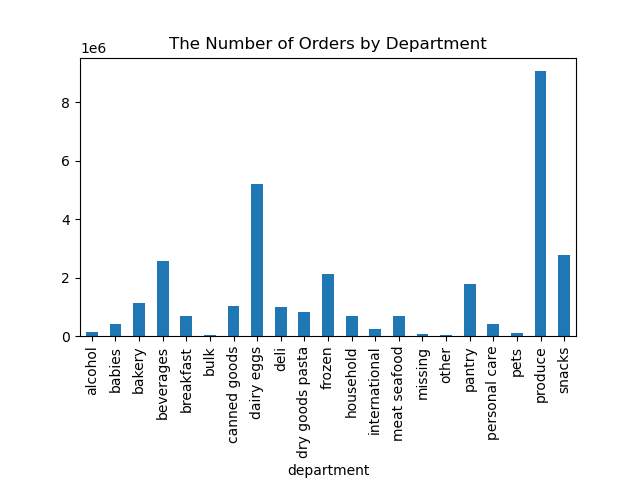 The Number of Orders by Department
1e6
8
6
4
2
0
alcohol
babies
bakery
beverages
breakfast
bulk
canned goods
dairy eggs
deli
dry goods pasta
frozen
household
international
meat seafood
missing
other
pantry
personal care
pets
produce
snacks
department